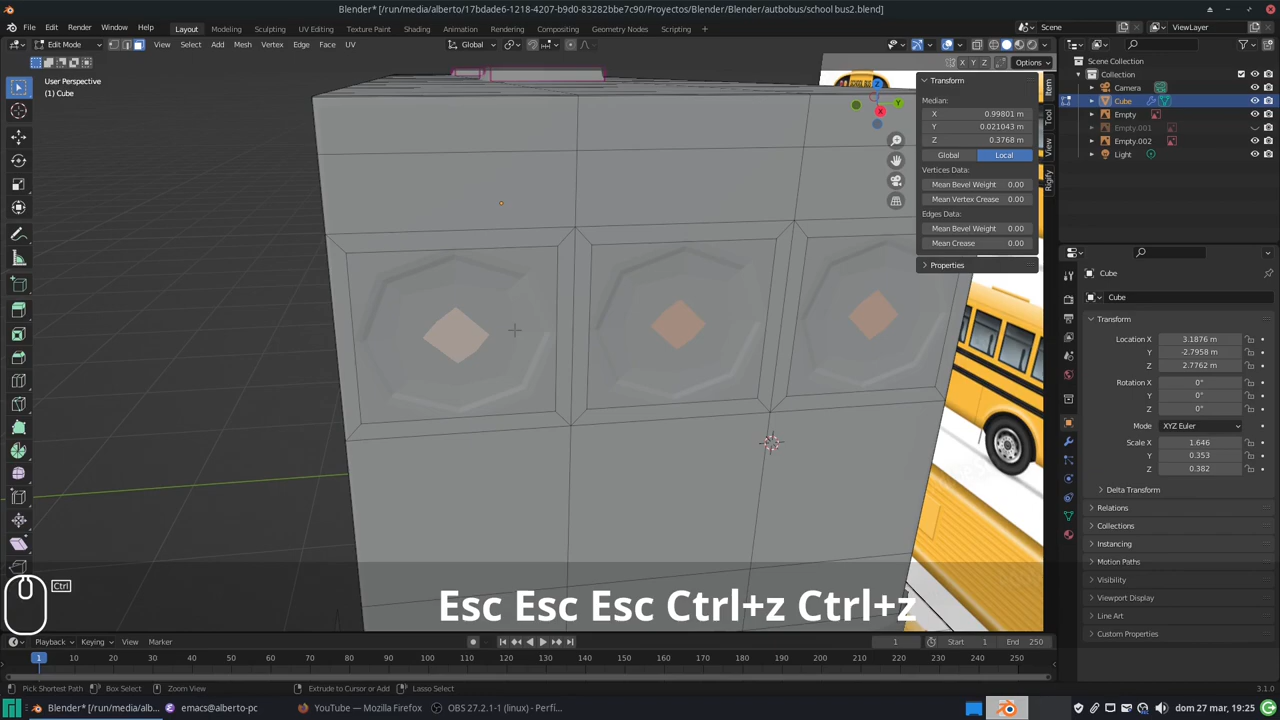 Blender* [/run/media/alberto/17bdade6-1218-4207-b9d0-83282bbe7c90/Proyectos/Blender/Blender/autbobus/school bus2.blend]
File Edit Render Window Help Layout Modeling Sculpting UV Editing Texture Paint Shading Animation Rendering Compositing Geometry Nodes Scripting Scene ViewLayer
Edit Mode View Select Add Mesh Vertex Edge Face UV Global
X Y Z Options
User Perspective
(1) Cube
SCHOOL BUS
Transform
Median:
X 0.99801 m
Y 0.021043 m
Z 0.3768 m
Global Local
Vertices Data:
Mean Bevel Weight 0.00
Mean Vertex Crease 0.00
Edges Data:
Mean Bevel Weight 0.00
Mean Crease 0.00
Properties
Item
Tool
View
Rigify
Z
Y
X
Scene Collection
Collection
Camera
Cube
Empty
Empty.001
Empty.002
Light
Cube
Cube
Transform
Location X 3.1876 m
Y -2.7958 m
Z 2.7762 m
Rotation X 0°
Y 0°
Z 0°
Mode XYZ Euler
Scale X 1.646
Y 0.353
Z 0.382
Delta Transform
Relations
Collections
Instancing
Motion Paths
Visibility
Viewport Display
Line Art
Custom Properties
Ctrl
Esc Esc Esc Ctrl+z Ctrl+z
Playback Keying View Marker 1 Start 1 End 250
1 10 20 30 40 50 60 70 80 90 100 110 120 130 140 150 160 170 180 190 200 210 220 230 240 250
Pick Shortest Path Box Select Zoom View Extrude to Cursor or Add Lasso Select 3.1.0
Blender* [/run/media/alberto/17... emacs@alberto-pc YouTube — Mozilla Firefox OBS 27.2.1-1 (linux) - Perfi... dom 27 mar, 19:25